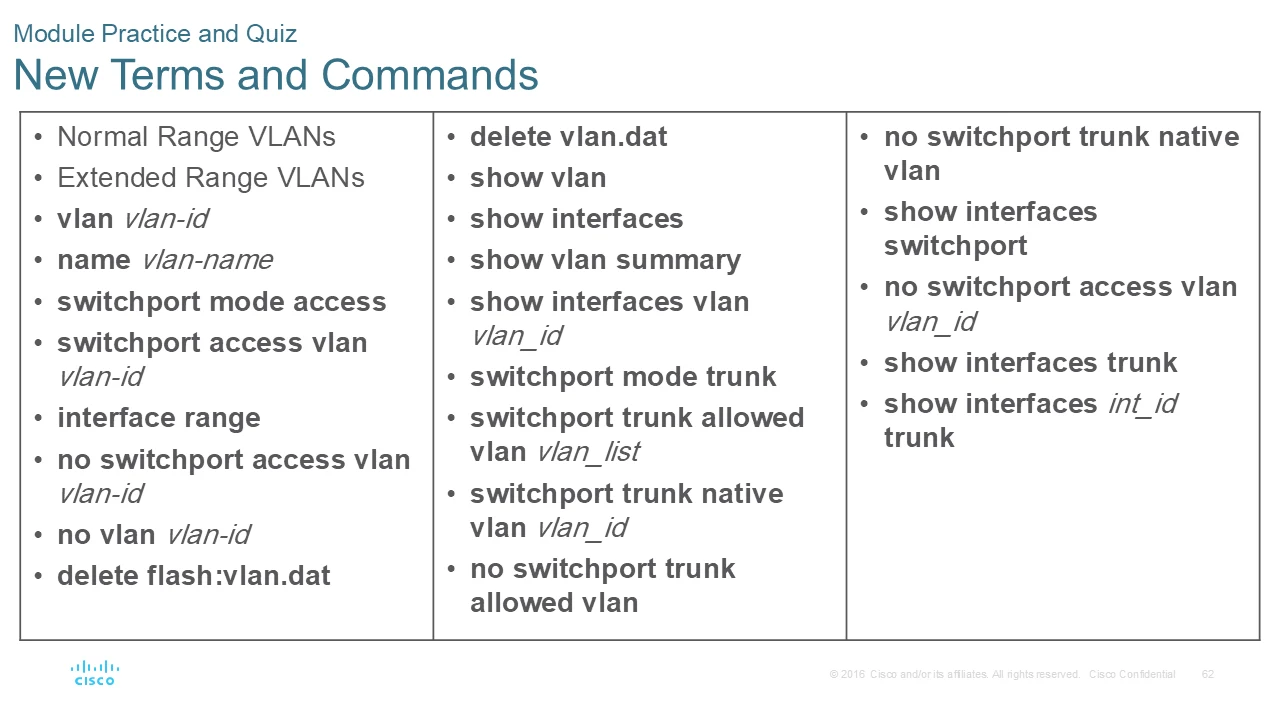 Module Practice and Quiz
New Terms and Commands
• Normal Range VLANs
• Extended Range VLANs
• vlan vlan-id
• name vlan-name
• switchport mode access
• switchport access vlan
vlan-id
• interface range
• no switchport access vlan
vlan-id
• no vlan vlan-id
• delete flash:vlan.dat
• delete vlan.dat
• show vlan
• show interfaces
• show vlan summary
• show interfaces vlan
vlan_id
• switchport mode trunk
• switchport trunk allowed
vlan vlan_list
• switchport trunk native
vlan vlan_id
• no switchport trunk
allowed vlan
• no switchport trunk native
vlan
• show interfaces
switchport
• no switchport access vlan
vlan_id
• show interfaces trunk
• show interfaces int_id
trunk
CISCO
© 2016 Cisco and/or its affiliates. All rights reserved. Cisco Confidential 62